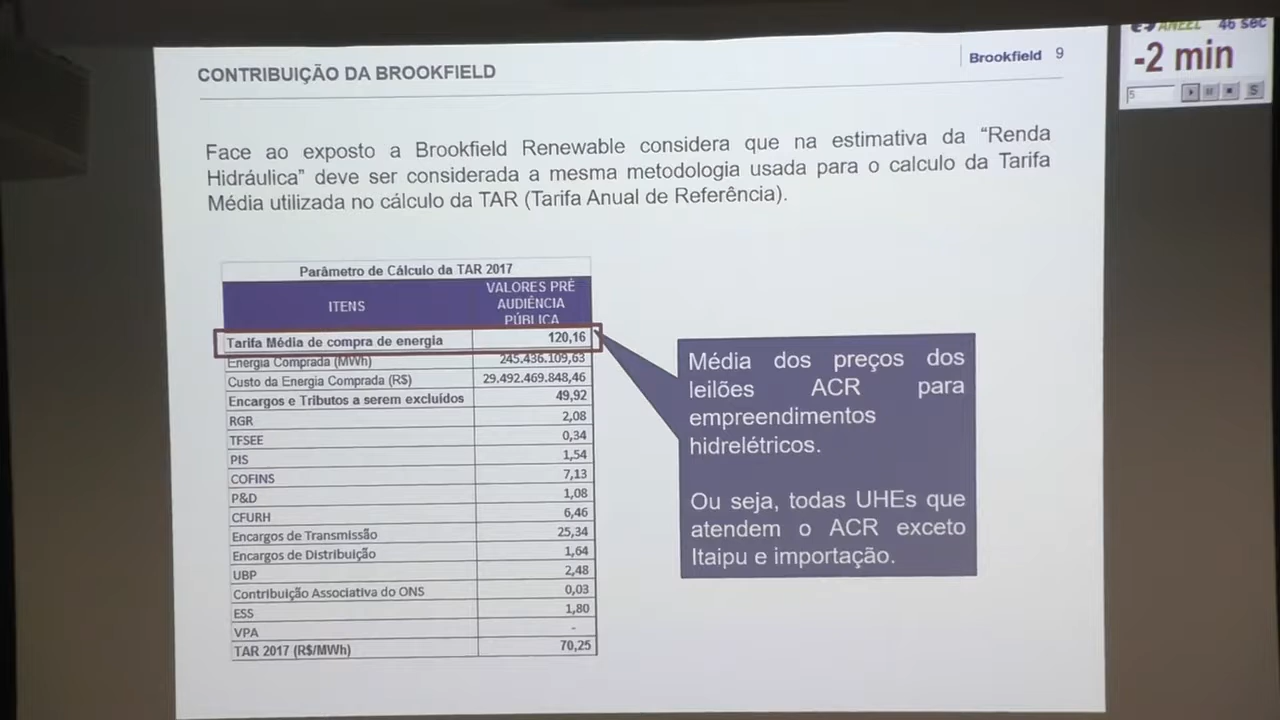 ANEEL 46 sec
-2 min
5
S
CONTRIBUIÇÃO DA BROOKFIELD
Brookfield 9
Face ao exposto a Brookfield Renewable considera que na estimativa da “Renda
Hidráulica” deve ser considerada a mesma metodologia usada para o calculo da Tarifa
Média utilizada no cálculo da TAR (Tarifa Anual de Referência).
Parâmetro de Cálculo da TAR 2017
ITENS VALORES PRÉ
AUDIÊNCIA
PÚBLICA
Tarifa Média de compra de energia 120,16
Energia Comprada (MWh) 245.436.109,63
Custo da Energia Comprada (R$) 29.492.469.848,46
Encargos e Tributos a serem excluídos 49,92
RGR 2,08
TFSEE 0,34
PIS 1,54
COFINS 7,13
P&D 1,08
CFURH 6,46
Encargos de Transmissão 25,34
Encargos de Distribuição 1,64
UBP 2,48
Contribuição Associativa do ONS 0,03
ESS 1,80
VPA -
TAR 2017 (R$/MWh) 70,25
Média dos preços dos
leilões ACR para
empreendimentos
hidrelétricos.
Ou seja, todas UHEs que
atendem o ACR exceto
Itaipu e importação.